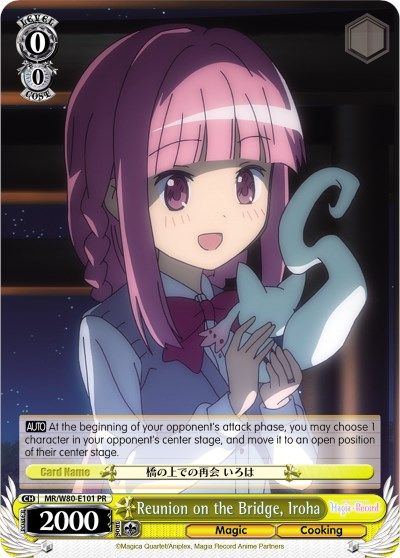 LEVEL
0
0
COST
AUTO At the beginning of your opponent's attack phase, you may choose 1
character in your opponent's center stage, and move it to an open position
of their center stage.
Card Name
橋の上での再会 いろは
CH MR/W80-E101 PR
POWER
2000
SOUL
Reunion on the Bridge, Iroha
Magia Record
Magic
Cooking
©Magica Quartet/Aniplex, Magia Record Anime Partners